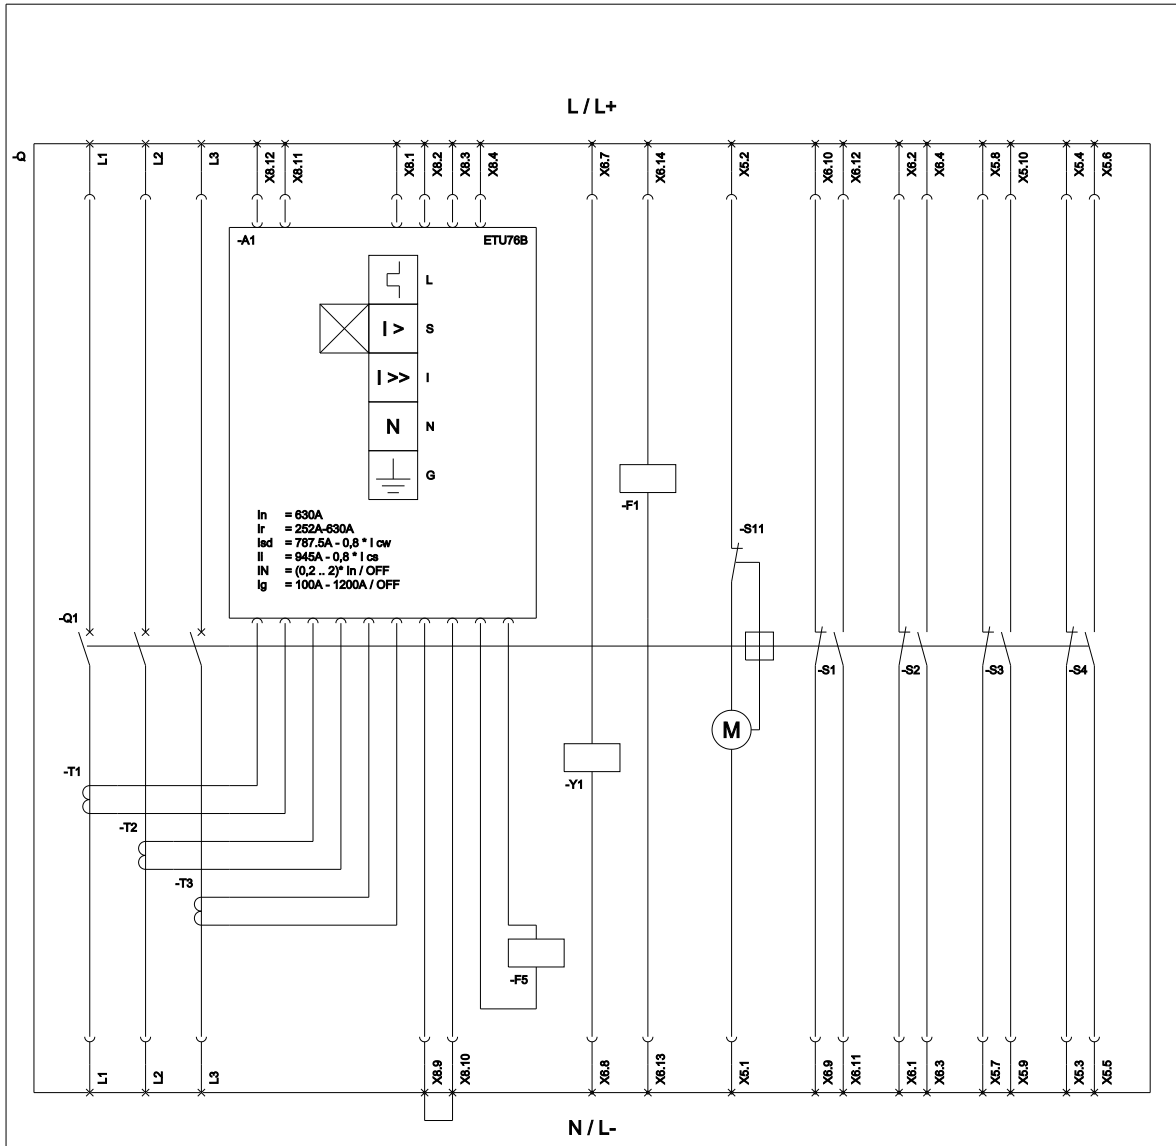 L / L+
-Q
L1
L2
L3
X8.12
X8.11
X8.1
X8.2
X8.3
X8.4
X6.7
X6.14
X5.2
X6.10
X6.12
X6.2
X6.4
X5.8
X5.10
X5.4
X5.6
-A1
ETU76B
L
I >
S
I >>
I
N
N
G
In = 630A
Ir = 252A-630A
Isd = 787.5A - 0,8 * I cw
Ii = 945A - 0,8 * I cs
IN = (0,2 .. 2)* In / OFF
Ig = 100A - 1200A / OFF
-F1
-S11
-Q1
-S1
-S2
-S3
-S4
M
-T1
-Y1
-T2
-T3
-F5
L1
L2
L3
X8.9
X8.10
X6.8
X6.13
X5.1
X6.9
X6.11
X6.1
X6.3
X5.7
X5.9
X5.3
X5.5
N / L-